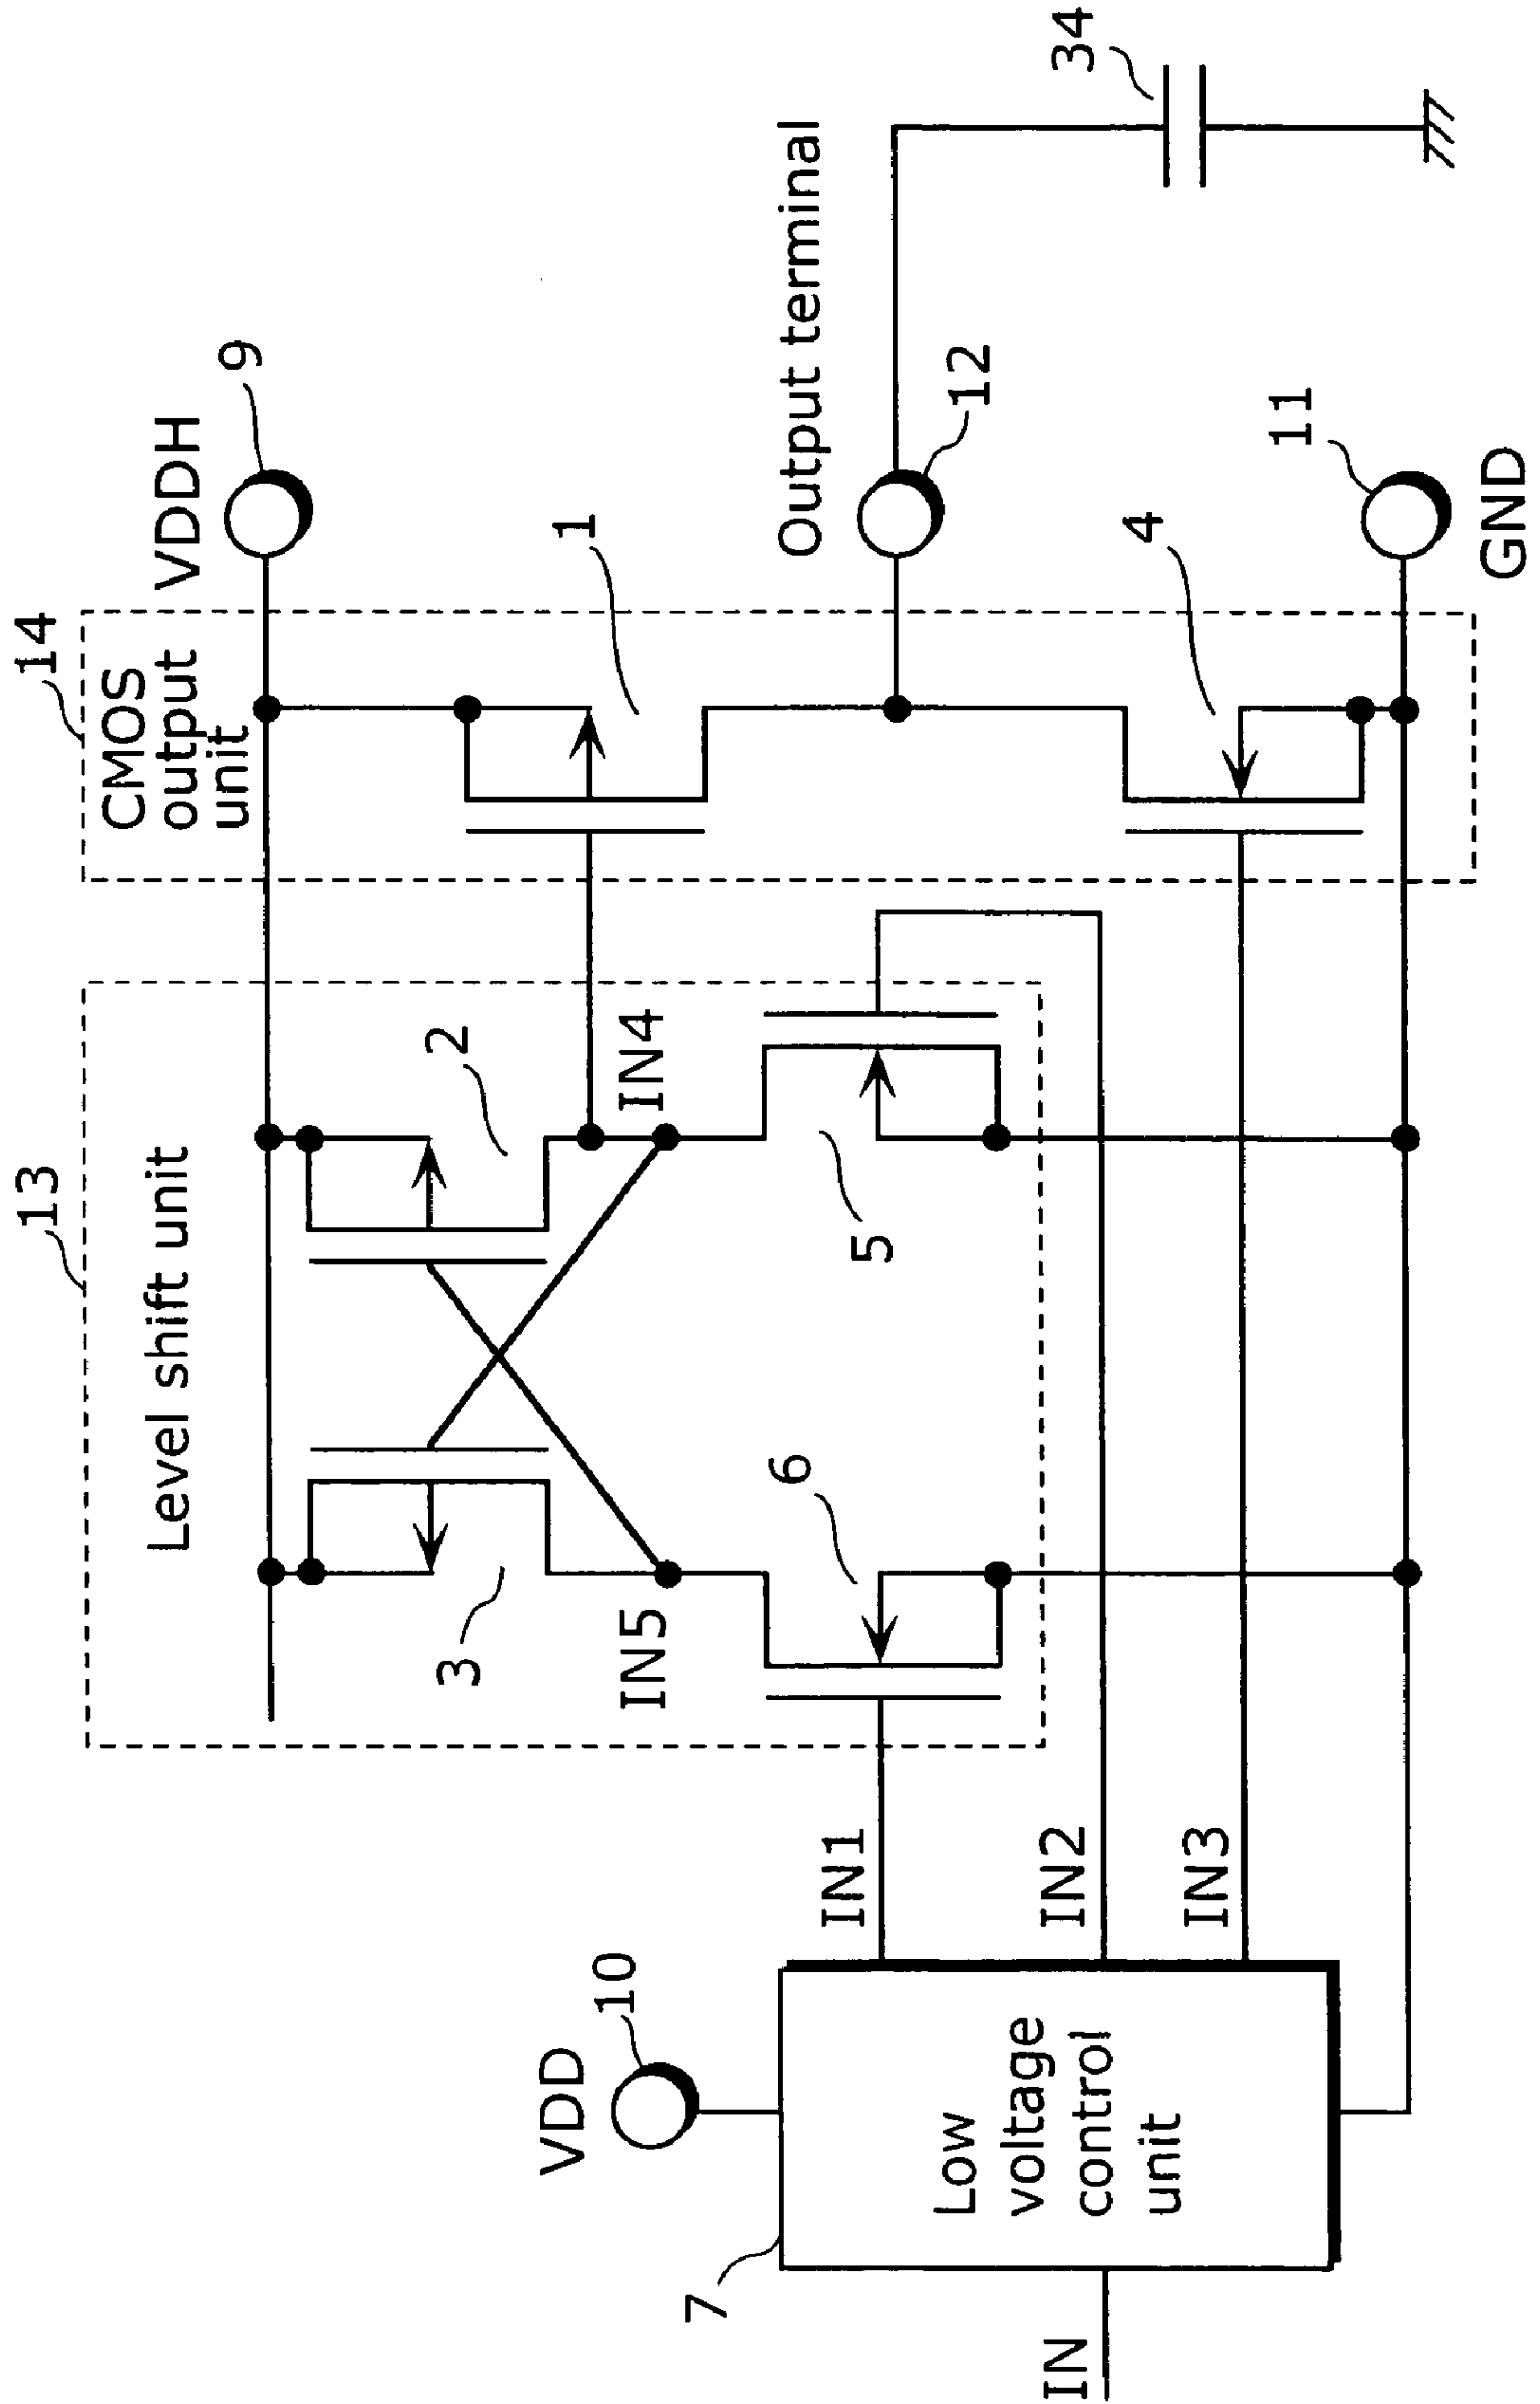 14
13
CMOS
output
unit
VDDH
9
Level shift unit
1
2
3
IN4
IN5
Output terminal
12
34
5
6
4
11
GND
VDD
10
IN1
IN2
IN3
7
Low
voltage
control
unit
IN